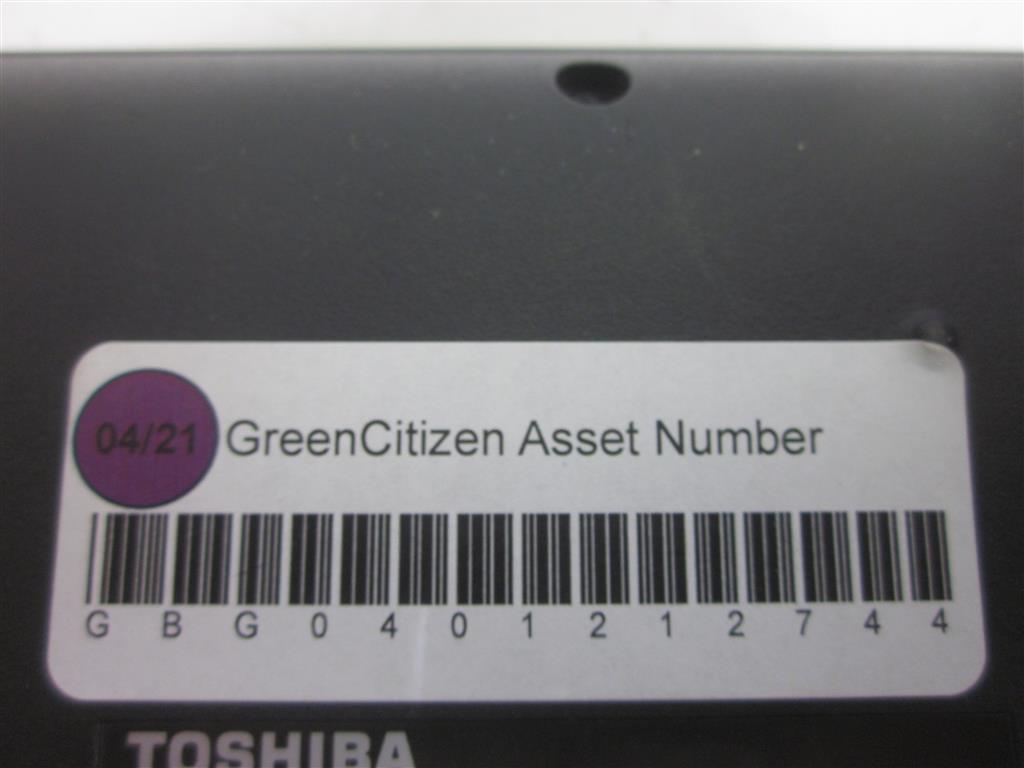 04/21 GreenCitizen Asset Number
G B G 0 4 0 1 2 1 2 7 4 4
TOSHIBA